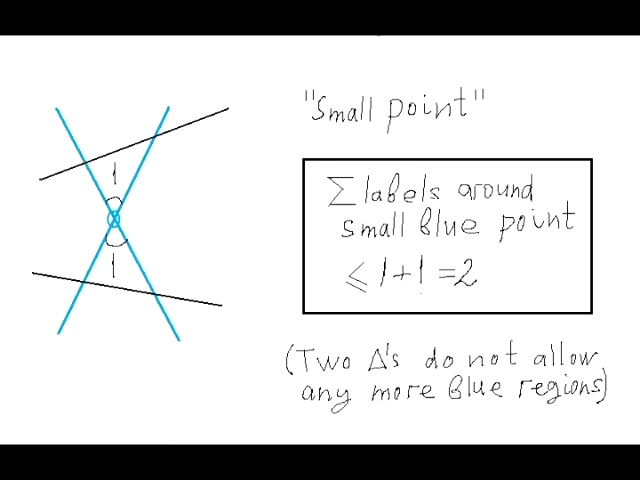 "Small point"
1
1
∑ labels around
small blue point
⩽ 1+1=2
(Two Δ's do not allow
any more blue regions)